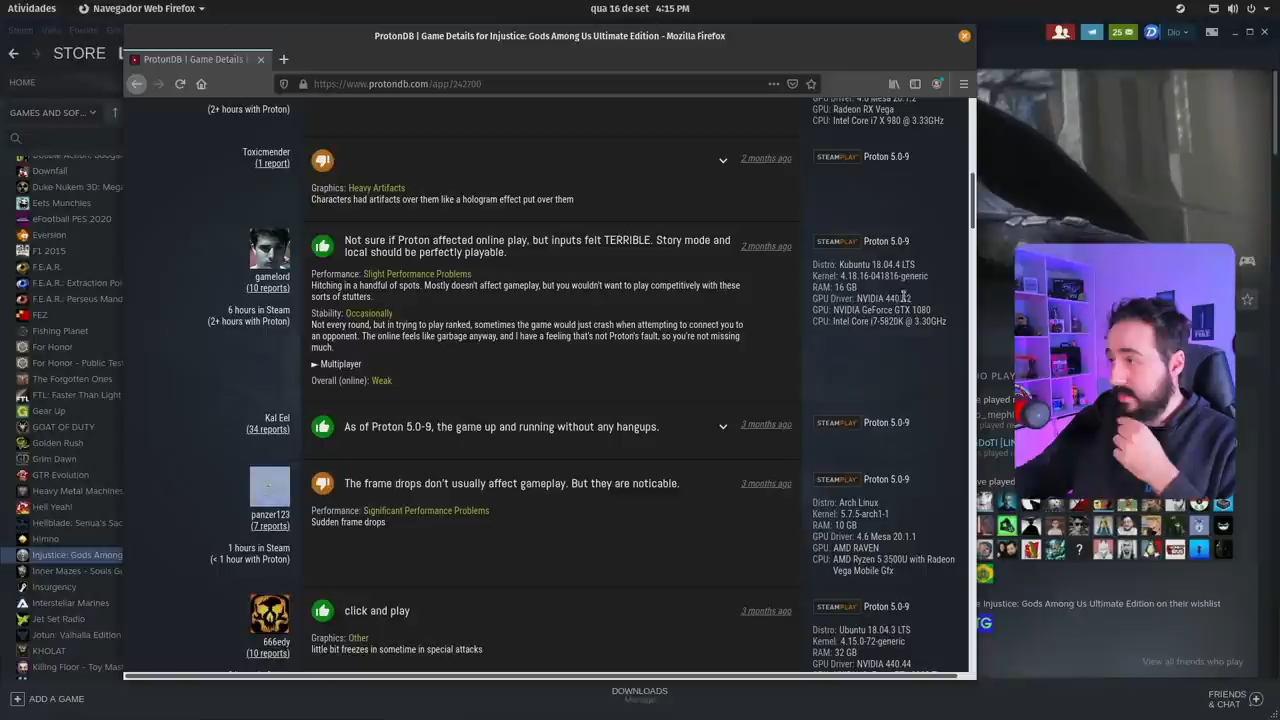 Atividades
Navegador Web Firefox
qua 16 de set 4:15 PM
ProtonDB | Game Details for Injustice: Gods Among Us Ultimate Edition - Mozilla Firefox
25
Dio
STORE
ProtonDB | Game Details
https://www.protondb.com/app/242700
HOME
GAMES AND SOF...
Downfall
Duke Nukem 3D: Mega
Eets Munchies
eFootball PES 2020
Eversion
F1 2015
F.E.A.R.
F.E.A.R.: Extraction Poi
F.E.A.R.: Perseus Mand
FEZ
Fishing Planet
For Honor
For Honor - Public Test
The Forgotten Ones
FTL: Faster Than Light
Gear Up
GOAT OF DUTY
Golden Rush
Grim Dawn
GTR Evolution
Heavy Metal Machines
Hell Yeah!
Hellblade: Senua's Sac
Himno
Injustice: Gods Among
Inner Mazes - Souls Gu
Insurgency
Interstellar Marines
Jet Set Radio
Jotun: Valhalla Edition
KHOLAT
Killing Floor - Toy Mast
ADD A GAME
(2+ hours with Proton)
GPU Driver: 4.6 Mesa 20.1.2
GPU: Radeon RX Vega
CPU: Intel Core i7 X 980 @ 3.33GHz
Toxicmender
(1 report)
2 months ago
STEAMPLAY Proton 5.0-9
Graphics: Heavy Artifacts
Characters had artifacts over them like a hologram effect put over them
gamelord
(10 reports)
6 hours in Steam
(2+ hours with Proton)
Not sure if Proton affected online play, but inputs felt TERRIBLE. Story mode and
local should be perfectly playable.
2 months ago
Performance: Slight Performance Problems
Hitching in a handful of spots. Mostly doesn't affect gameplay, but you wouldn't want to play competitively with these
sorts of stutters.
Stability: Occasionally
Not every round, but in trying to play ranked, sometimes the game would just crash when attempting to connect you to
an opponent. The online feels like garbage anyway, and I have a feeling that's not Proton's fault, so you're not missing
much.
► Multiplayer
Overall (online): Weak
STEAMPLAY Proton 5.0-9
Distro: Kubuntu 18.04.4 LTS
Kernel: 4.18.16-041816-generic
RAM: 16 GB
GPU Driver: NVIDIA
GPU: NVIDIA GeForce GTX 1080
CPU: Intel Core i7-5820K @ 3.30GHz
Kal Eel
(34 reports)
As of Proton 5.0-9, the game up and running without any hangups.
3 months ago
STEAMPLAY Proton 5.0-9
panzer123
(7 reports)
1 hours in Steam
(< 1 hour with Proton)
The frame drops don't usually affect gameplay. But they are noticable.
3 months ago
Performance: Significant Performance Problems
Sudden frame drops
STEAMPLAY Proton 5.0-9
Distro: Arch Linux
Kernel: 5.7.5-arch1-1
RAM: 10 GB
GPU Driver: 4.6 Mesa 20.1.1
GPU: AMD RAVEN
CPU: AMD Ryzen 5 3500U with Radeon
Vega Mobile Gfx
666edy
(10 reports)
click and play
3 months ago
Graphics: Other
little bit freezes in sometime in special attacks
STEAMPLAY Proton 5.0-9
Distro: Ubuntu 18.04.3 LTS
Kernel: 4.15.0-72-generic
RAM: 32 GB
GPU Driver: NVIDIA 440.44
Injustice: Gods Among Us Ultimate Edition on their wishlist
View all friends who play
DOWNLOADS
Manage
FRIENDS
& CHAT